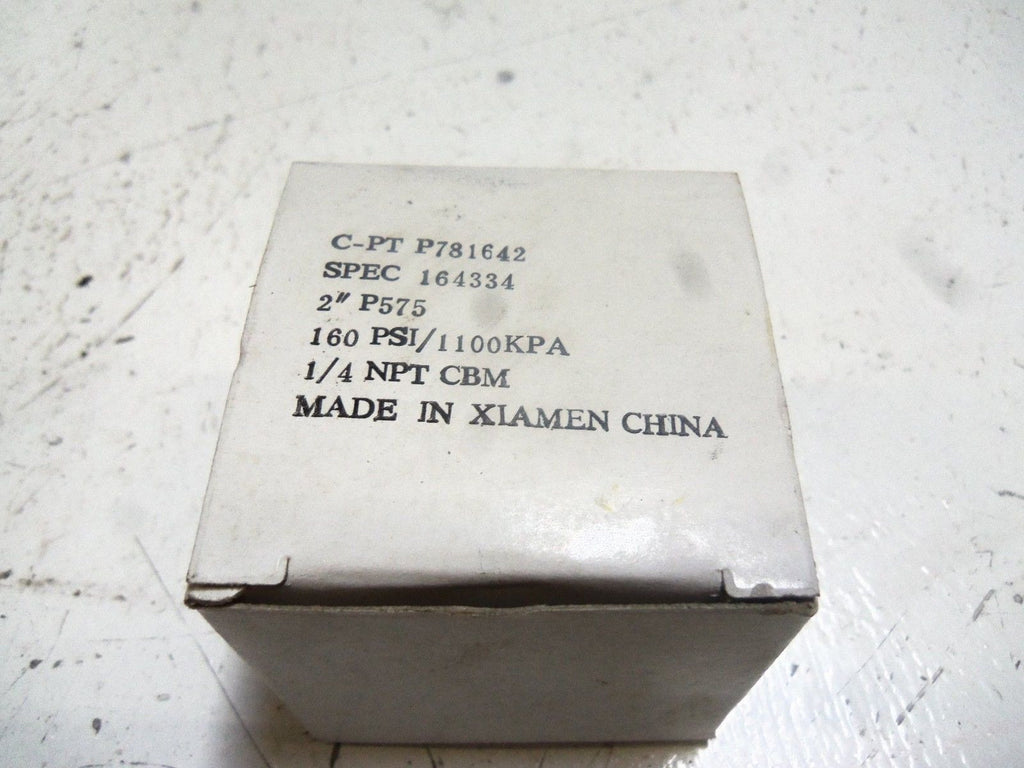 C-PT P781642
SPEC 164334
2" P575
160 PSI/1100KPA
1/4 NPT CBM
MADE IN XIAMEN CHINA